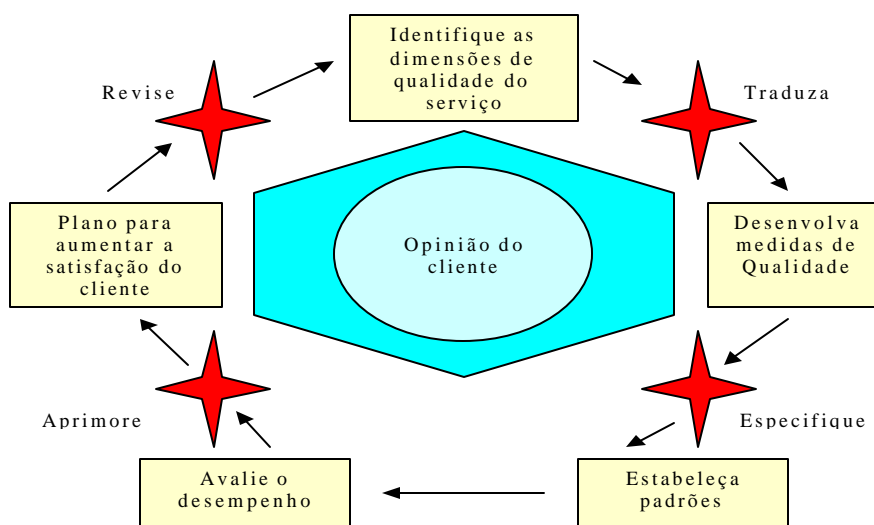 Identifique as
dimensões de
qualidade do
serviço
Revise
Traduza
Plano para
aumentar a
satisfação do
cliente
Opinião do
cliente
Desenvolva
medidas de
Qualidade
Aprimore
Especifique
Avalie o
desempenho
Estabeleça
padrões